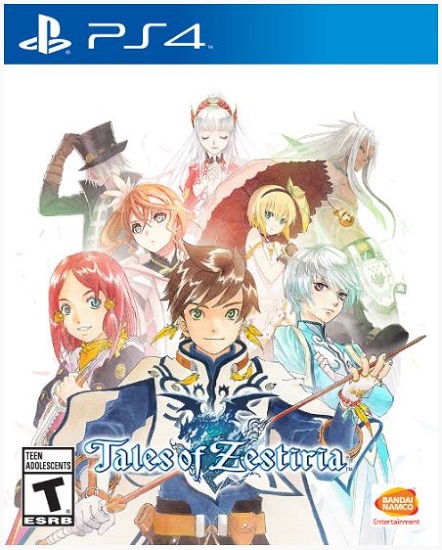 PS4
Tales of Zestiria
TEEN
ADOLESCENTS
T
ESRB
BANDAI
NAMCO
Entertainment